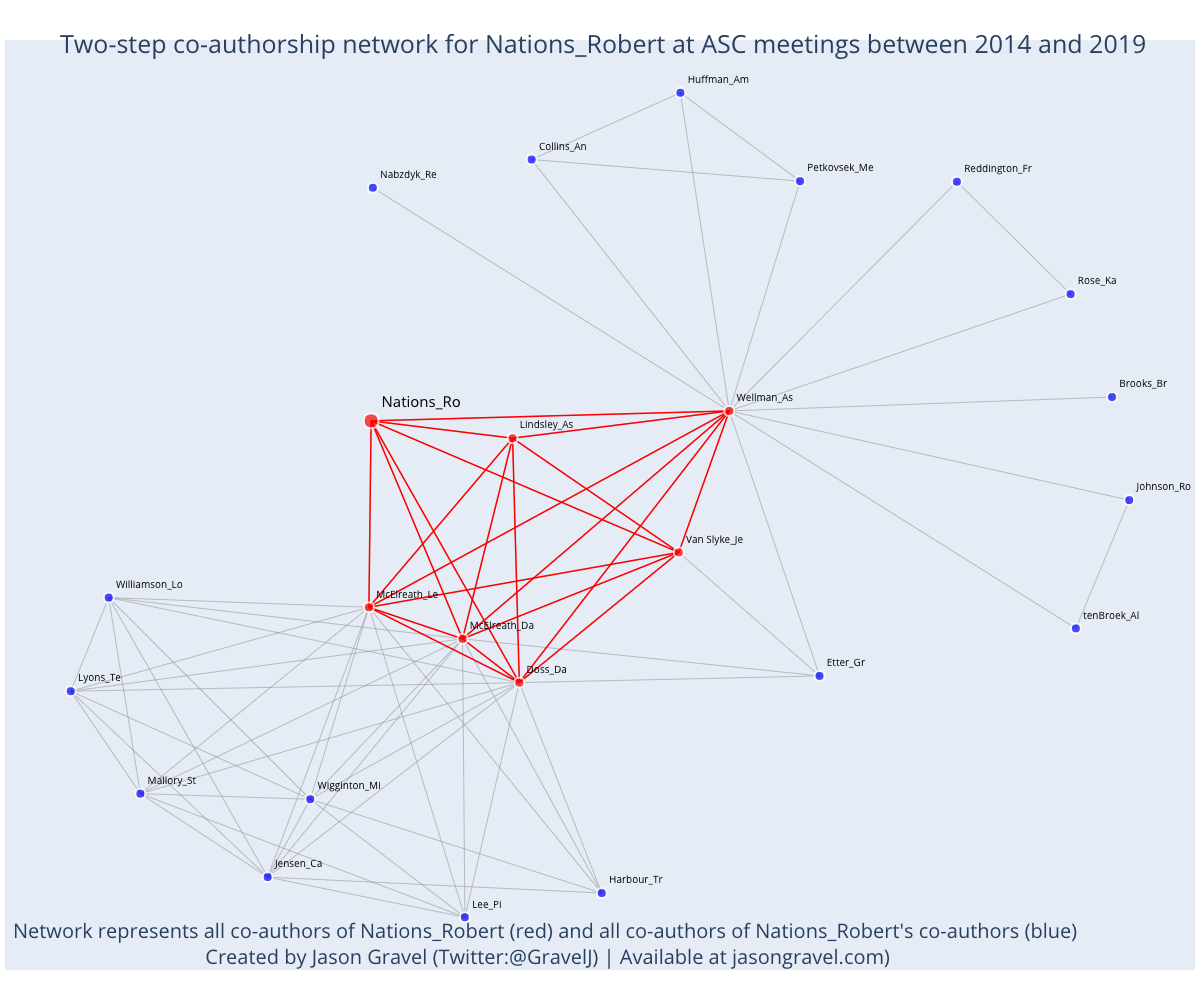 Two-step co-authorship network for Nations_Robert at ASC meetings between 2014 and 2019
Huffman_Am
Collins_An
Petkovsek_Me
Reddington_Fr
Nabzdyk_Re
Rose_Ka
Brooks_Br
Wellman_As
Nations_Ro
Lindsley_As
Johnson_Ro
Van Slyke_Je
Williamson_Lo
McElreath_Le
tenBroek_Al
McElreath_Da
Etter_Gr
Doss_Da
Lyons_Te
Mallory_St
Wigginton_Mi
Jensen_Ca
Harbour_Tr
Lee_Pi
Network represents all co-authors of Nations_Robert (red) and all co-authors of Nations_Robert's co-authors (blue)
Created by Jason Gravel (Twitter:@GravelJ) | Available at jasongravel.com)